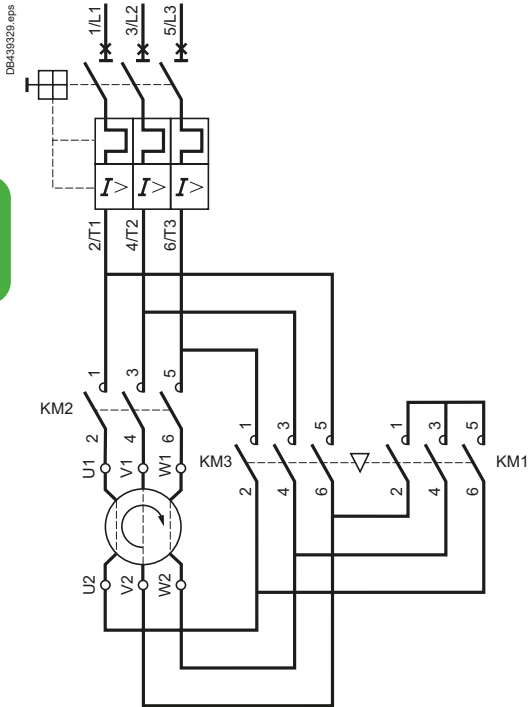 DB439329.eps
1/L1 3/L2 5/L3
I> I> I>
2/T1 4/T2 6/T3
1 3 5
KM2
2 4 6
U1 V1 W1
1 3 5 1 3 5
KM3 KM1
2 4 6 2 4 6
U2 V2 W2